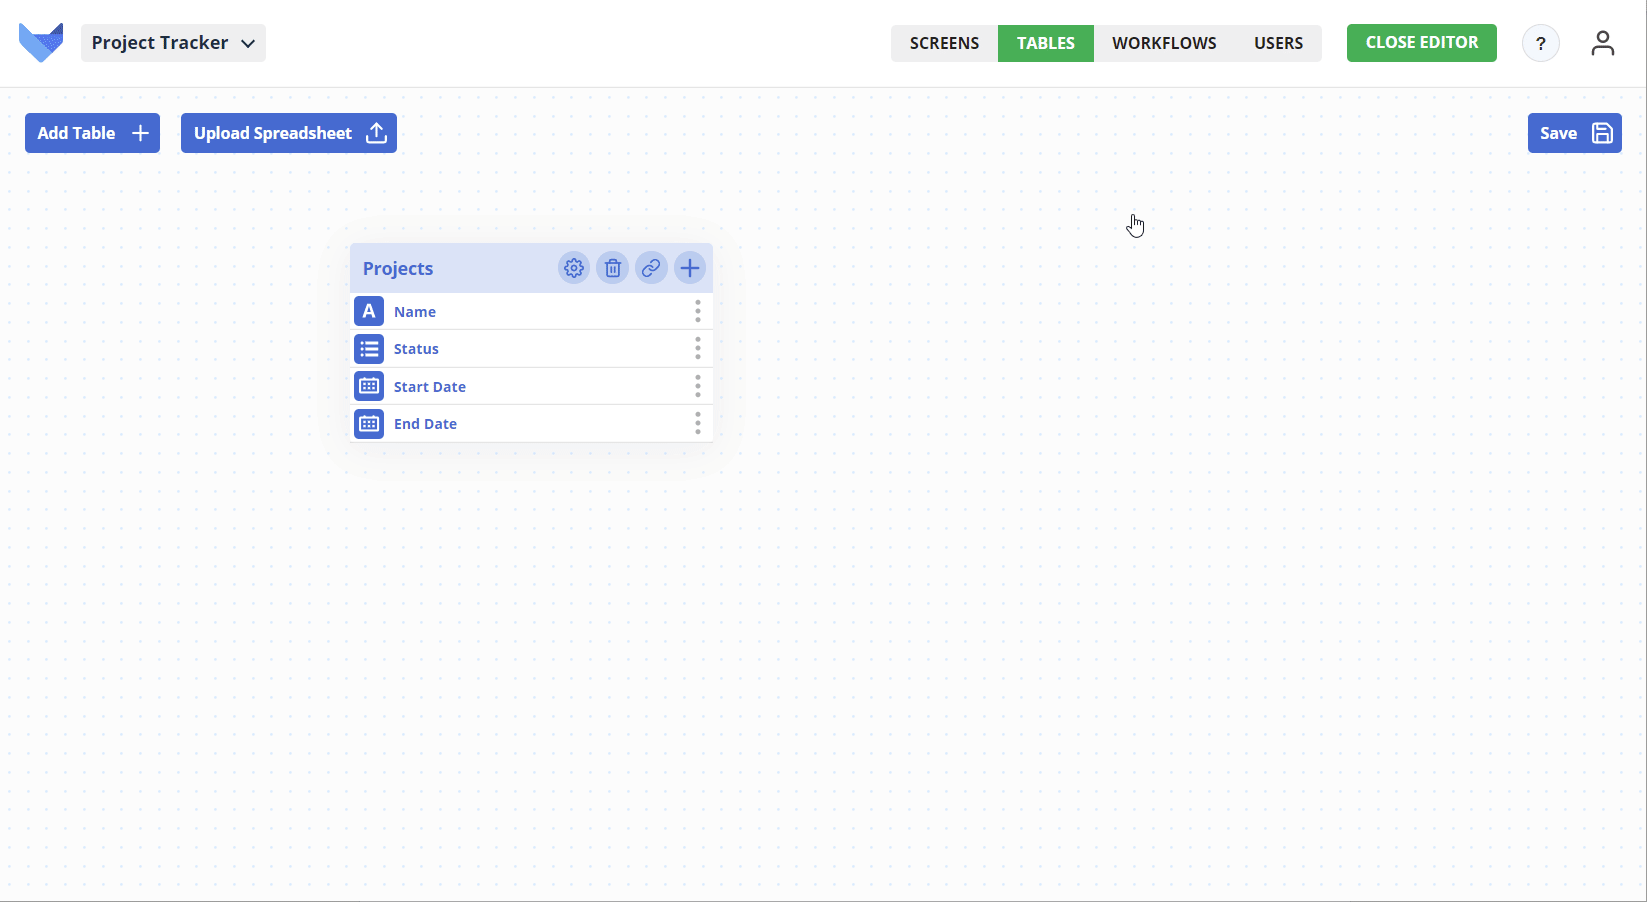 Project Tracker
SCREENS
TABLES
WORKFLOWS
USERS
CLOSE EDITOR
?
Add Table
Upload Spreadsheet
Save
Projects
A Name
Status
Start Date
End Date